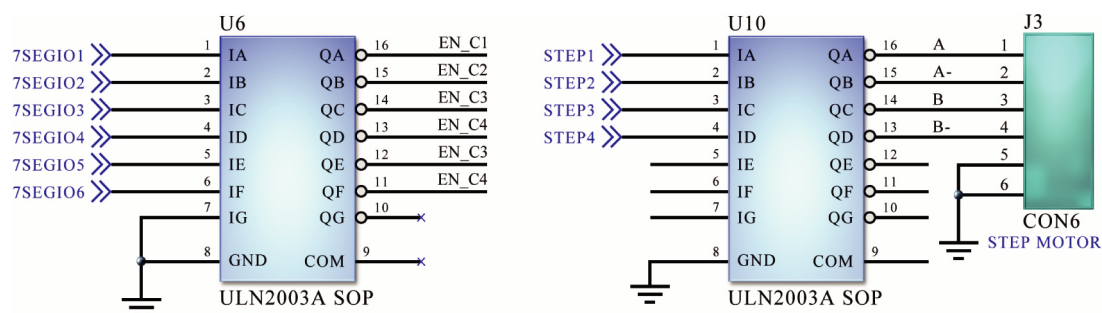 U6
7SEGIO1 1 IA QA 16 EN_C1
7SEGIO2 2 IB QB 15 EN_C2
7SEGIO3 3 IC QC 14 EN_C3
7SEGIO4 4 ID QD 13 EN_C4
7SEGIO5 5 IE QE 12 EN_C3
7SEGIO6 6 IF QF 11 EN_C4
7 IG QG 10
8 GND COM 9
ULN2003A SOP
U10
STEP1 1 IA QA 16 A
STEP2 2 IB QB 15 A-
STEP3 3 IC QC 14 B
STEP4 4 ID QD 13 B-
5 IE QE 12
6 IF QF 11
7 IG QG 10
8 GND COM 9
ULN2003A SOP
J3
1
2
3
4
5
6
CON6
STEP MOTOR